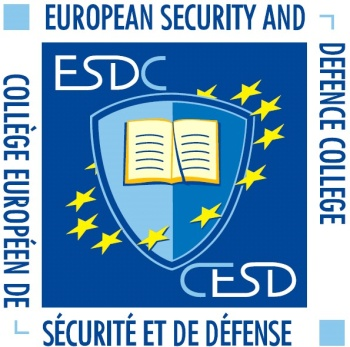 EUROPEAN SECURITY AND
DEFENCE COLLEGE
ESDC
CESD
COLLÈGE EUROPÉEN DE
SÉCURITÉ ET DE DÉFENSE